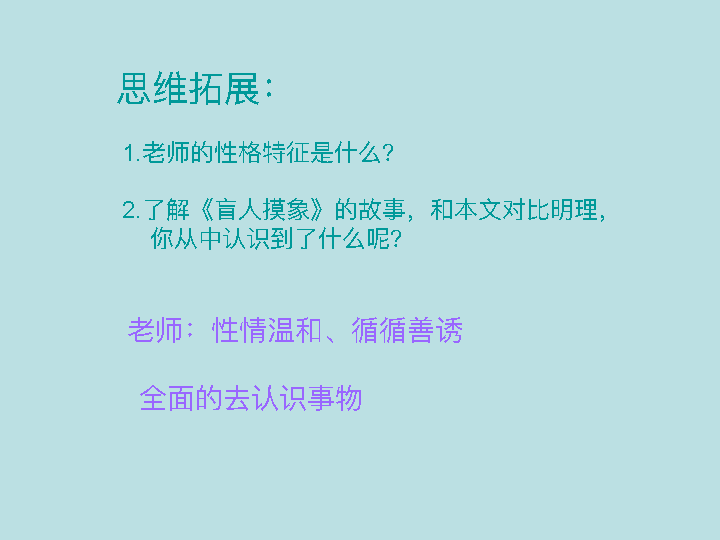 思维拓展：
1.老师的性格特征是什么？
2.了解《盲人摸象》的故事，和本文对比明理，
你从中认识到了什么呢？
老师：性情温和、循循善诱
全面的去认识事物